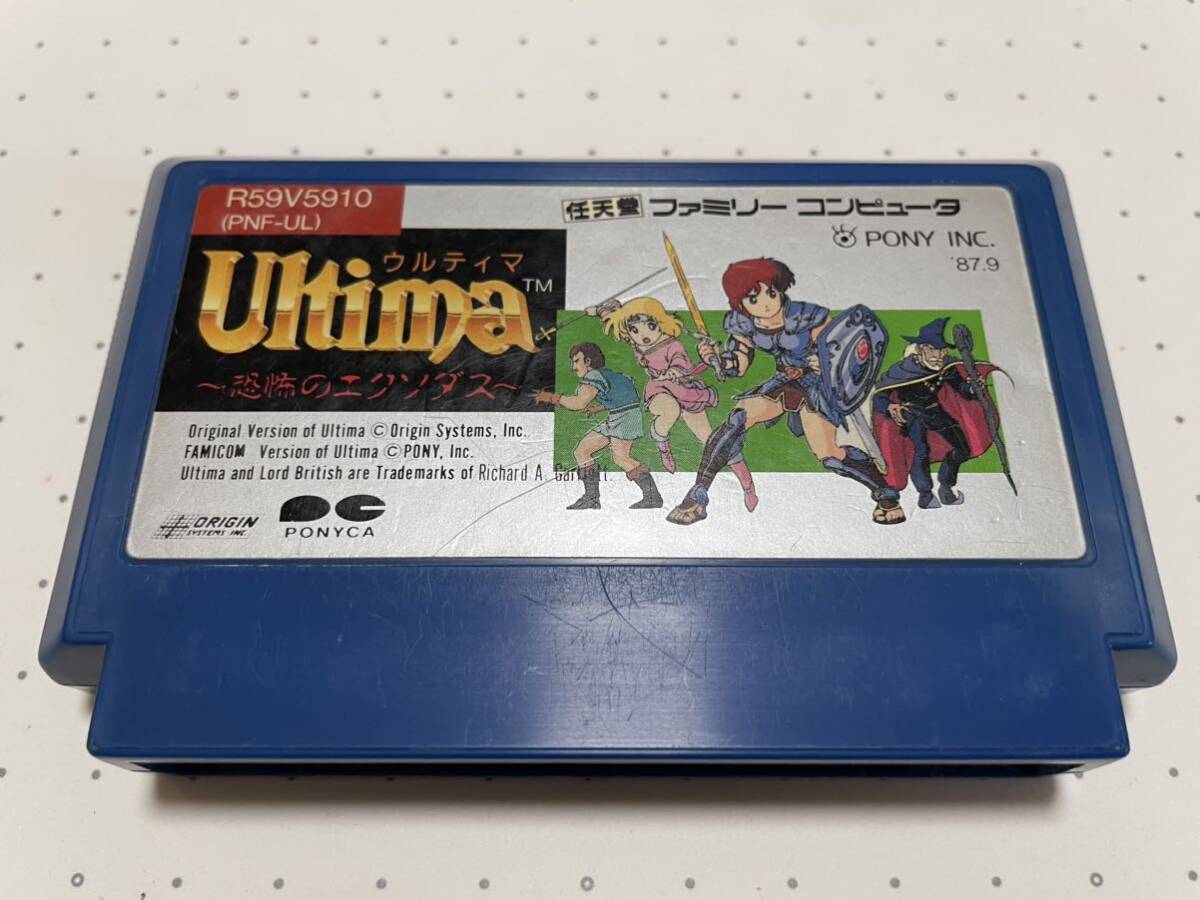 R59V5910
(PNF-UL)
任天堂 ファミリー コンピュータ
PONY INC.
'87.9
ウルティマ
Ultima™
～恐怖のエクソダス～
Original Version of Ultima ©Origin Systems, Inc.
FAMICOM Version of Ultima ©PONY, Inc.
Ultima and Lord British are Trademarks of Richard A. Garriott.
ORIGIN
SYSTEMS INC.
PC
PONYCA